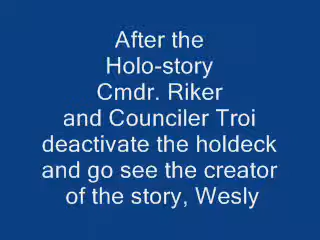 After the
Holo-story
Cmdr. Riker
and Counciler Troi
deactivate the holdeck
and go see the creator
of the story, Wesly